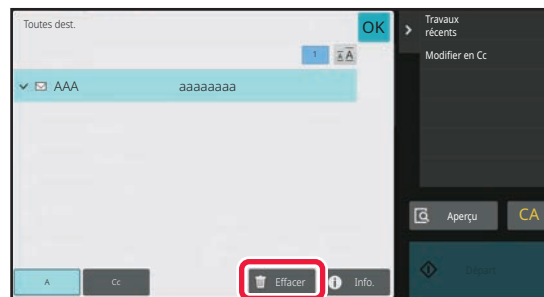 Toutes dest.
OK
1
AAA aaaaaaaa
A
Cc
Effacer
Info.
Travaux
récents
Modifier en Cc
Aperçu
CA
Départ